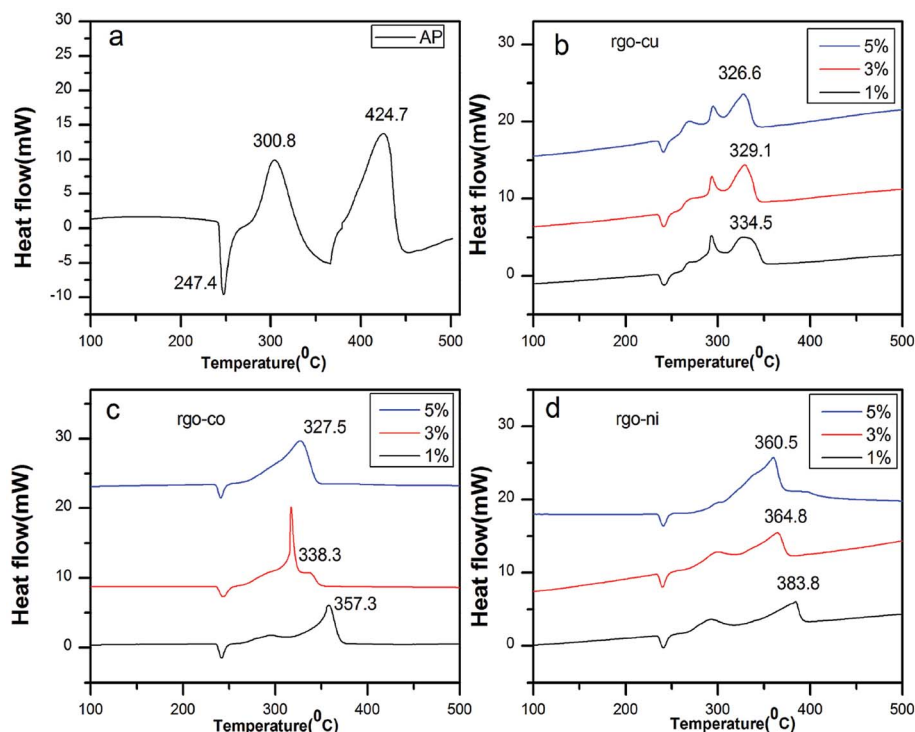 a
AP
300.8
424.7
247.4
30
25
20
15
10
5
0
-5
-10
100 200 300 400 500
Heat flow(mW)
Temperature(⁰C)
b
rgo-cu
5%
3%
1%
326.6
329.1
334.5
30
20
10
0
100 200 300 400 500
Heat flow(mW)
Temperature(⁰C)
c
rgo-co
5%
3%
1%
327.5
338.3
357.3
30
20
10
0
100 200 300 400 500
Heat flow(mW)
Temperature(⁰C)
d
rgo-ni
5%
3%
1%
360.5
364.8
383.8
30
20
10
0
100 200 300 400 500
Heat flow(mW)
Temperature(⁰C)